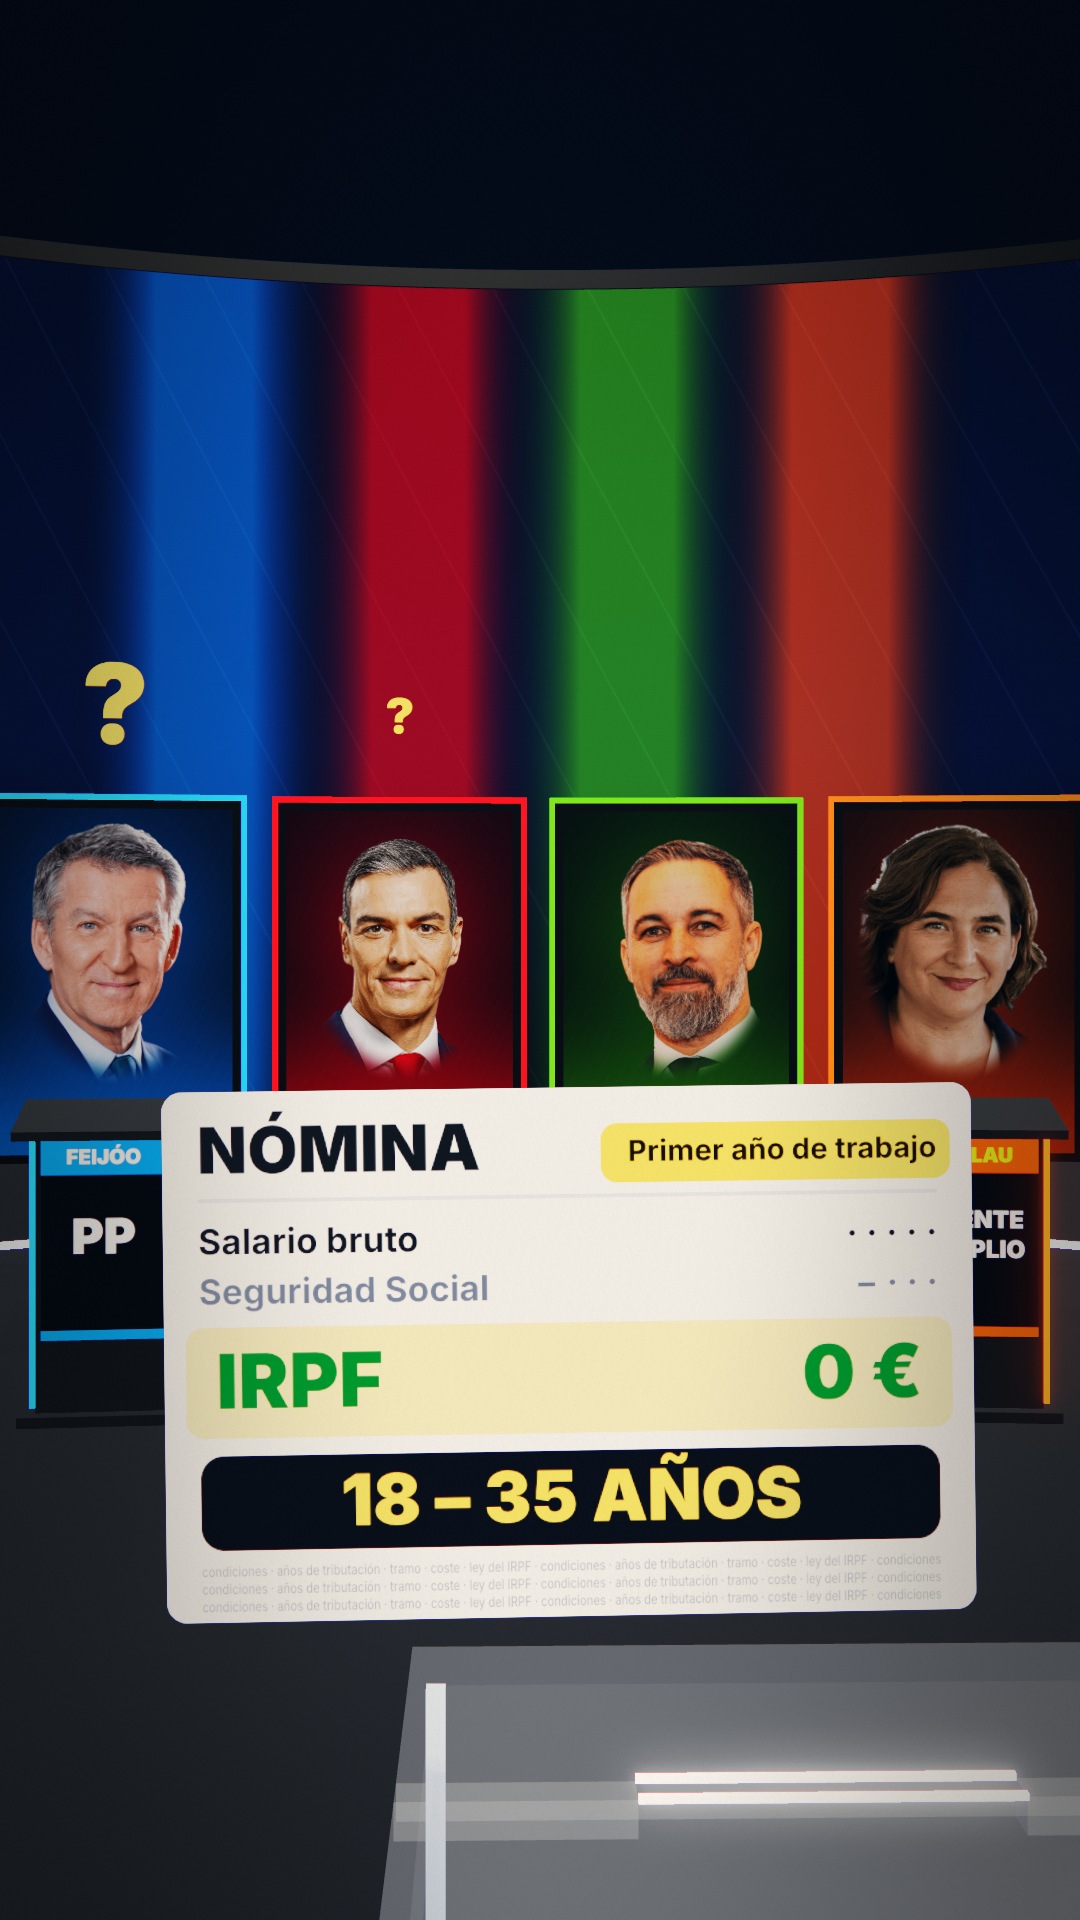 ?
?
FEIJÓO
PP
LAU
ENTE
PLIO
NÓMINA
Primer año de trabajo
Salario bruto · · · · ·
Seguridad Social – · · ·
IRPF 0 €
18 – 35 AÑOS
condiciones · años de tributación · tramo · coste · ley del IRPF · condiciones · años de tributación · tramo · coste · ley del IRPF · condiciones
condiciones · años de tributación · tramo · coste · ley del IRPF · condiciones · años de tributación · tramo · coste · ley del IRPF · condiciones
condiciones · años de tributación · tramo · coste · ley del IRPF · condiciones · años de tributación · tramo · coste · ley del IRPF · condiciones